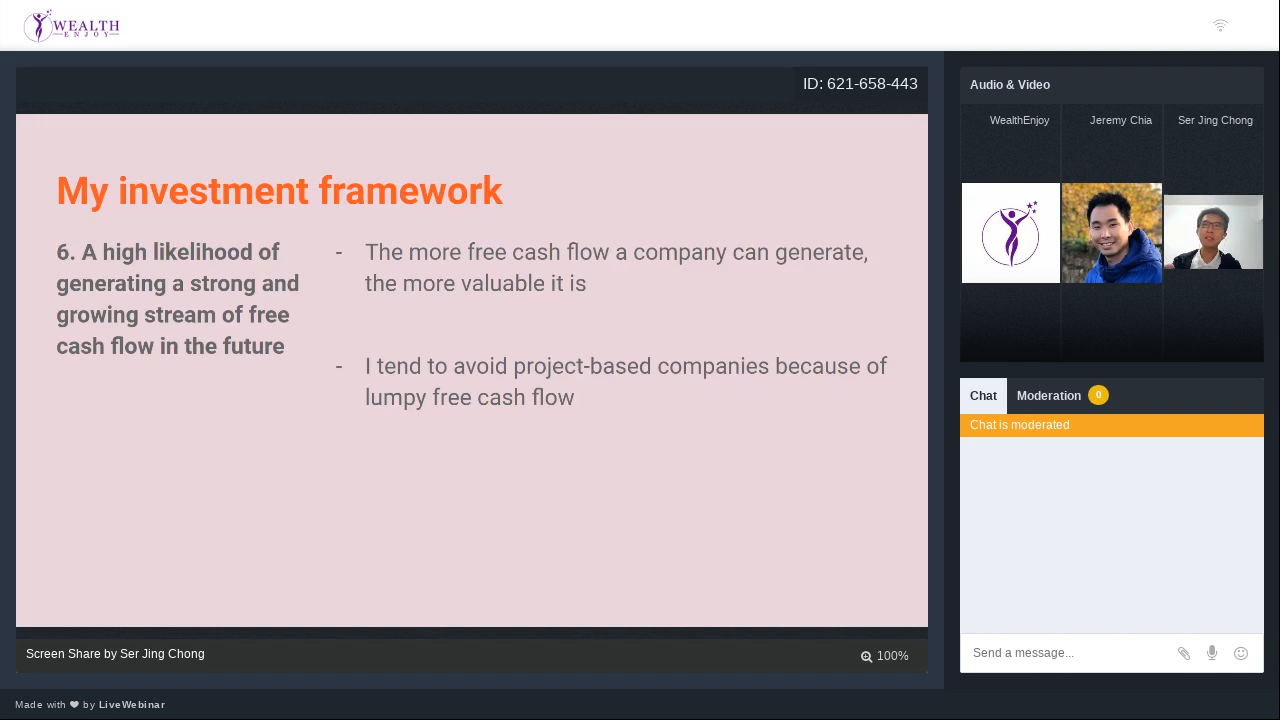 WEALTH
ENJOY
ID: 621-658-443
My investment framework
6. A high likelihood of
generating a strong and
growing stream of free
cash flow in the future
- The more free cash flow a company can generate,
the more valuable it is
- I tend to avoid project-based companies because of
lumpy free cash flow
Screen Share by Ser Jing Chong
100%
Audio & Video
WealthEnjoy
Jeremy Chia
Ser Jing Chong
Chat
Moderation 0
Chat is moderated
Send a message...
Made with ❤ by LiveWebinar